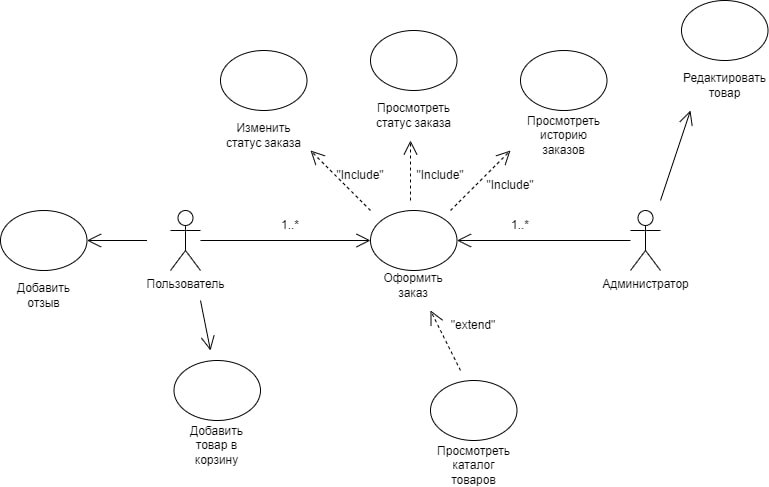 Редактировать
товар
Просмотреть
статус заказа
Изменить
статус заказа
Просмотреть
историю
заказов
"Include"
"Include"
"Include"
1..*
1..*
Добавить
отзыв
Пользователь
Оформить
заказ
Администратор
"extend"
Добавить
товар в
корзину
Просмотреть
каталог
товаров